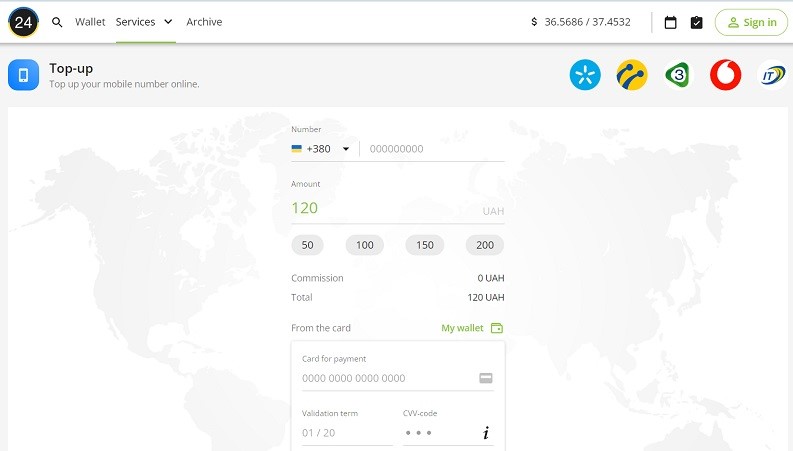 24 Wallet Services Archive $ 36.5686 / 37.4532 Sign in
Top-up
Top up your mobile number online.
3 IT
Number
+380 000000000
Amount
120 UAH
50 100 150 200
Commission 0 UAH
Total 120 UAH
From the card My wallet
Card for payment
0000 0000 0000 0000
Validation term CVV-code
01 / 20 • • • i